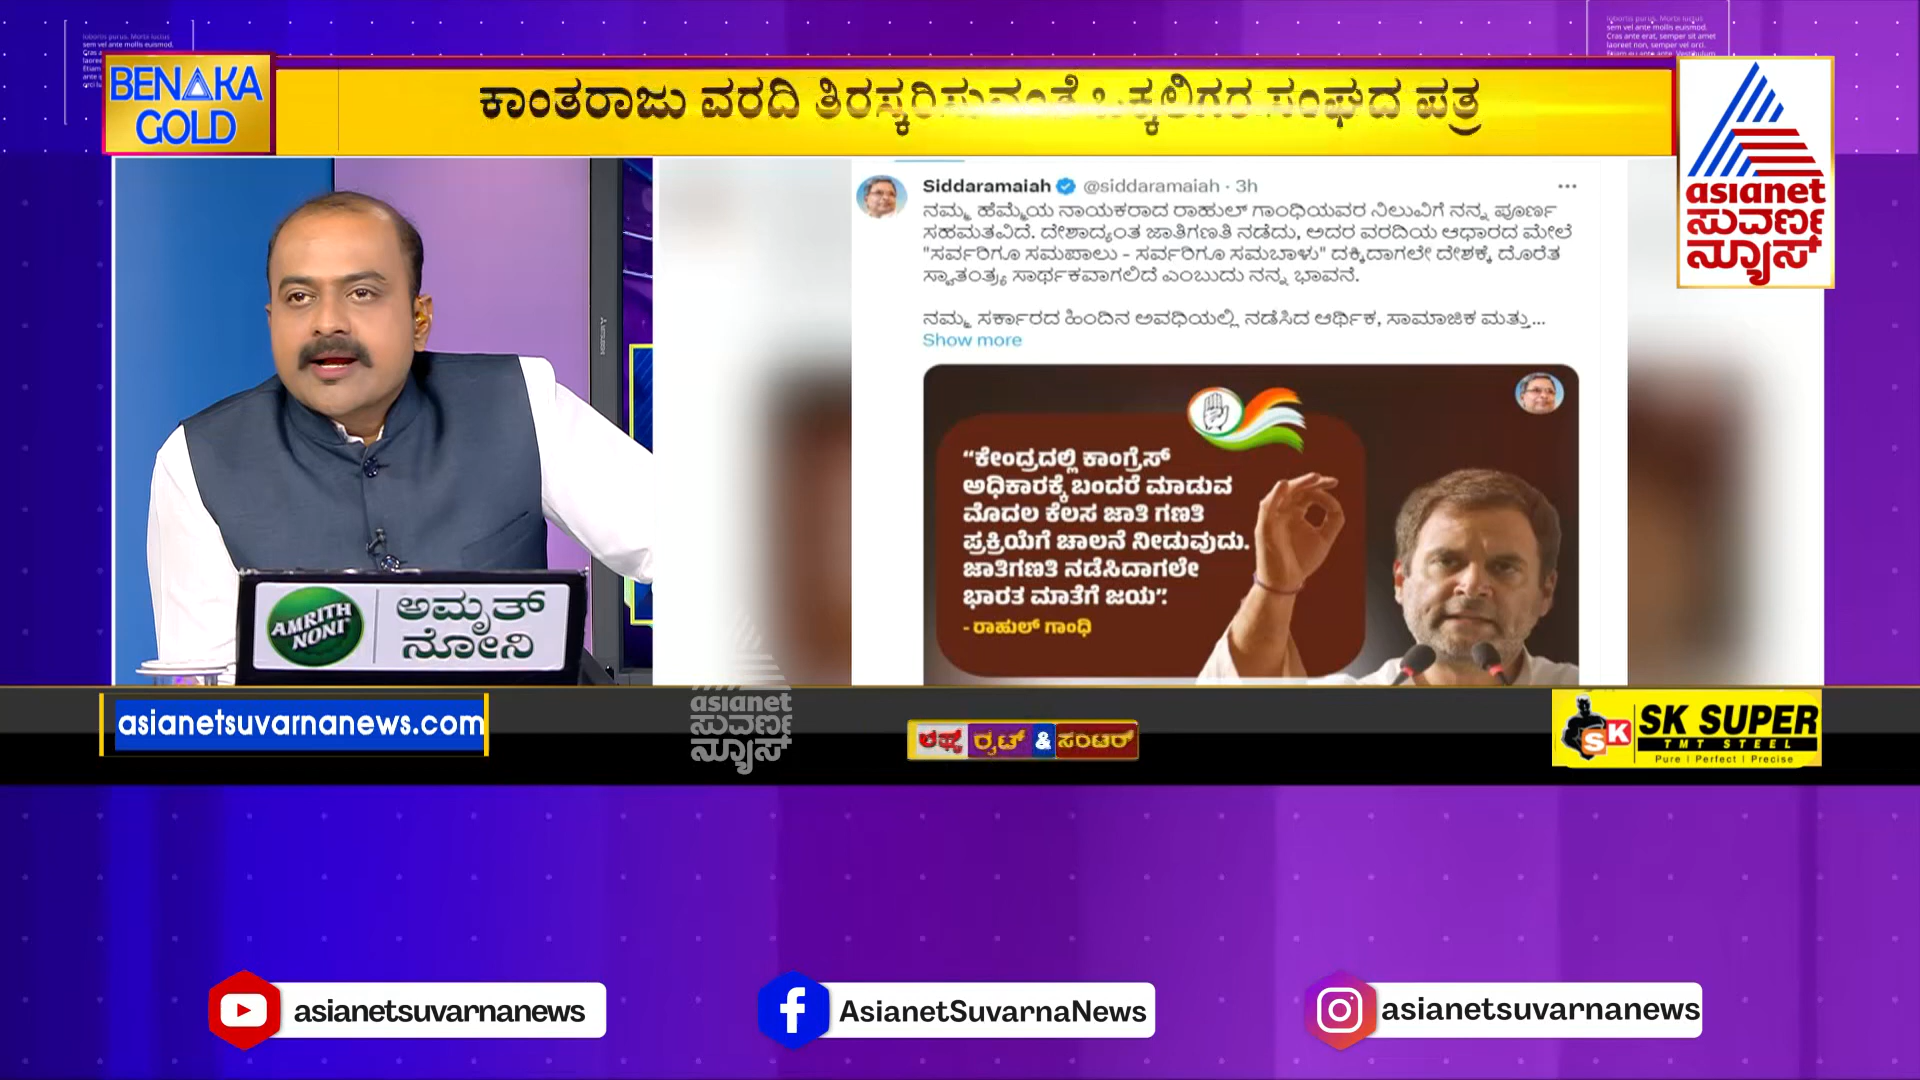 BENAKA
GOLD
ಕಾಂತರಾಜು ವರದಿ ತಿರಸ್ಕರಿಸುವಂತೆ ಒಕ್ಕಲಿಗರ ಸಂಘದ ಪತ್ರ
asianet
ಸುವರ್ಣ
ನ್ಯೂಸ್
Siddaramaiah @siddaramaiah · 3h
ನಮ್ಮ ಹೆಮ್ಮೆಯ ನಾಯಕರಾದ ರಾಹುಲ್ ಗಾಂಧಿಯವರ ನಿಲುವಿಗೆ ನನ್ನ ಪೂರ್ಣ
ಸಹಮತವಿದೆ. ದೇಶಾದ್ಯಂತ ಜಾತಿಗಣತಿ ನಡೆದು, ಅದರ ವರದಿಯ ಆಧಾರದ ಮೇಲೆ
"ಸರ್ವರಿಗೂ ಸಮಪಾಲು - ಸರ್ವರಿಗೂ ಸಮಬಾಳು" ದಕ್ಕಿದಾಗಲೇ ದೇಶಕ್ಕೆ ದೊರೆತ
ಸ್ವಾತಂತ್ರ್ಯ ಸಾರ್ಥಕವಾಗಲಿದೆ ಎಂಬುದು ನನ್ನ ಭಾವನೆ.
ನಮ್ಮ ಸರ್ಕಾರದ ಹಿಂದಿನ ಅವಧಿಯಲ್ಲಿ ನಡೆಸಿದ ಆರ್ಥಿಕ, ಸಾಮಾಜಿಕ ಮತ್ತು...
Show more
“ಕೇಂದ್ರದಲ್ಲಿ ಕಾಂಗ್ರೆಸ್
ಅಧಿಕಾರಕ್ಕೆ ಬಂದರೆ ಮಾಡುವ
ಮೊದಲ ಕೆಲಸ ಜಾತಿ ಗಣತಿ
ಪ್ರಕ್ರಿಯೆಗೆ ಚಾಲನೆ ನೀಡುವುದು.
ಜಾತಿಗಣತಿ ನಡೆಸಿದಾಗಲೇ
ಭಾರತ ಮಾತೆಗೆ ಜಯ”.
- ರಾಹುಲ್ ಗಾಂಧಿ
AMRITH
NONI
ಅಮೃತ್
ನೋನಿ
asianetsuvarnanews.com
asianet
ಸುವರ್ಣ
ನ್ಯೂಸ್
ಲೆಫ್ಟ್ ರೈಟ್ & ಸೆಂಟರ್
SK SK SUPER
TMT STEEL
Pure | Perfect | Precise
asianetsuvarnanews
AsianetSuvarnaNews
asianetsuvarnanews